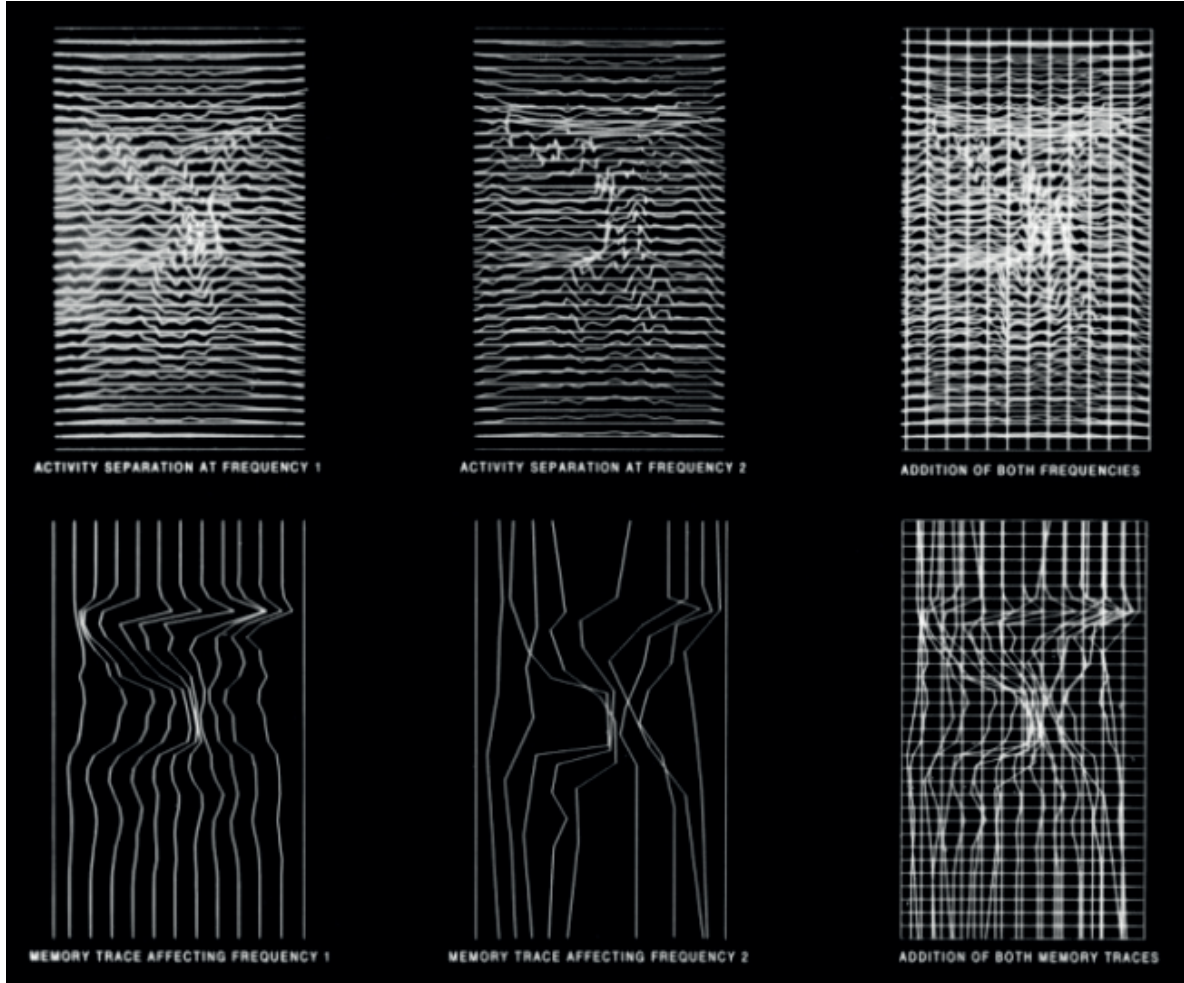 ACTIVITY SEPARATION AT FREQUENCY 1
ACTIVITY SEPARATION AT FREQUENCY 2
ADDITION OF BOTH FREQUENCIES
MEMORY TRACE AFFECTING FREQUENCY 1
MEMORY TRACE AFFECTING FREQUENCY 2
ADDITION OF BOTH MEMORY TRACES